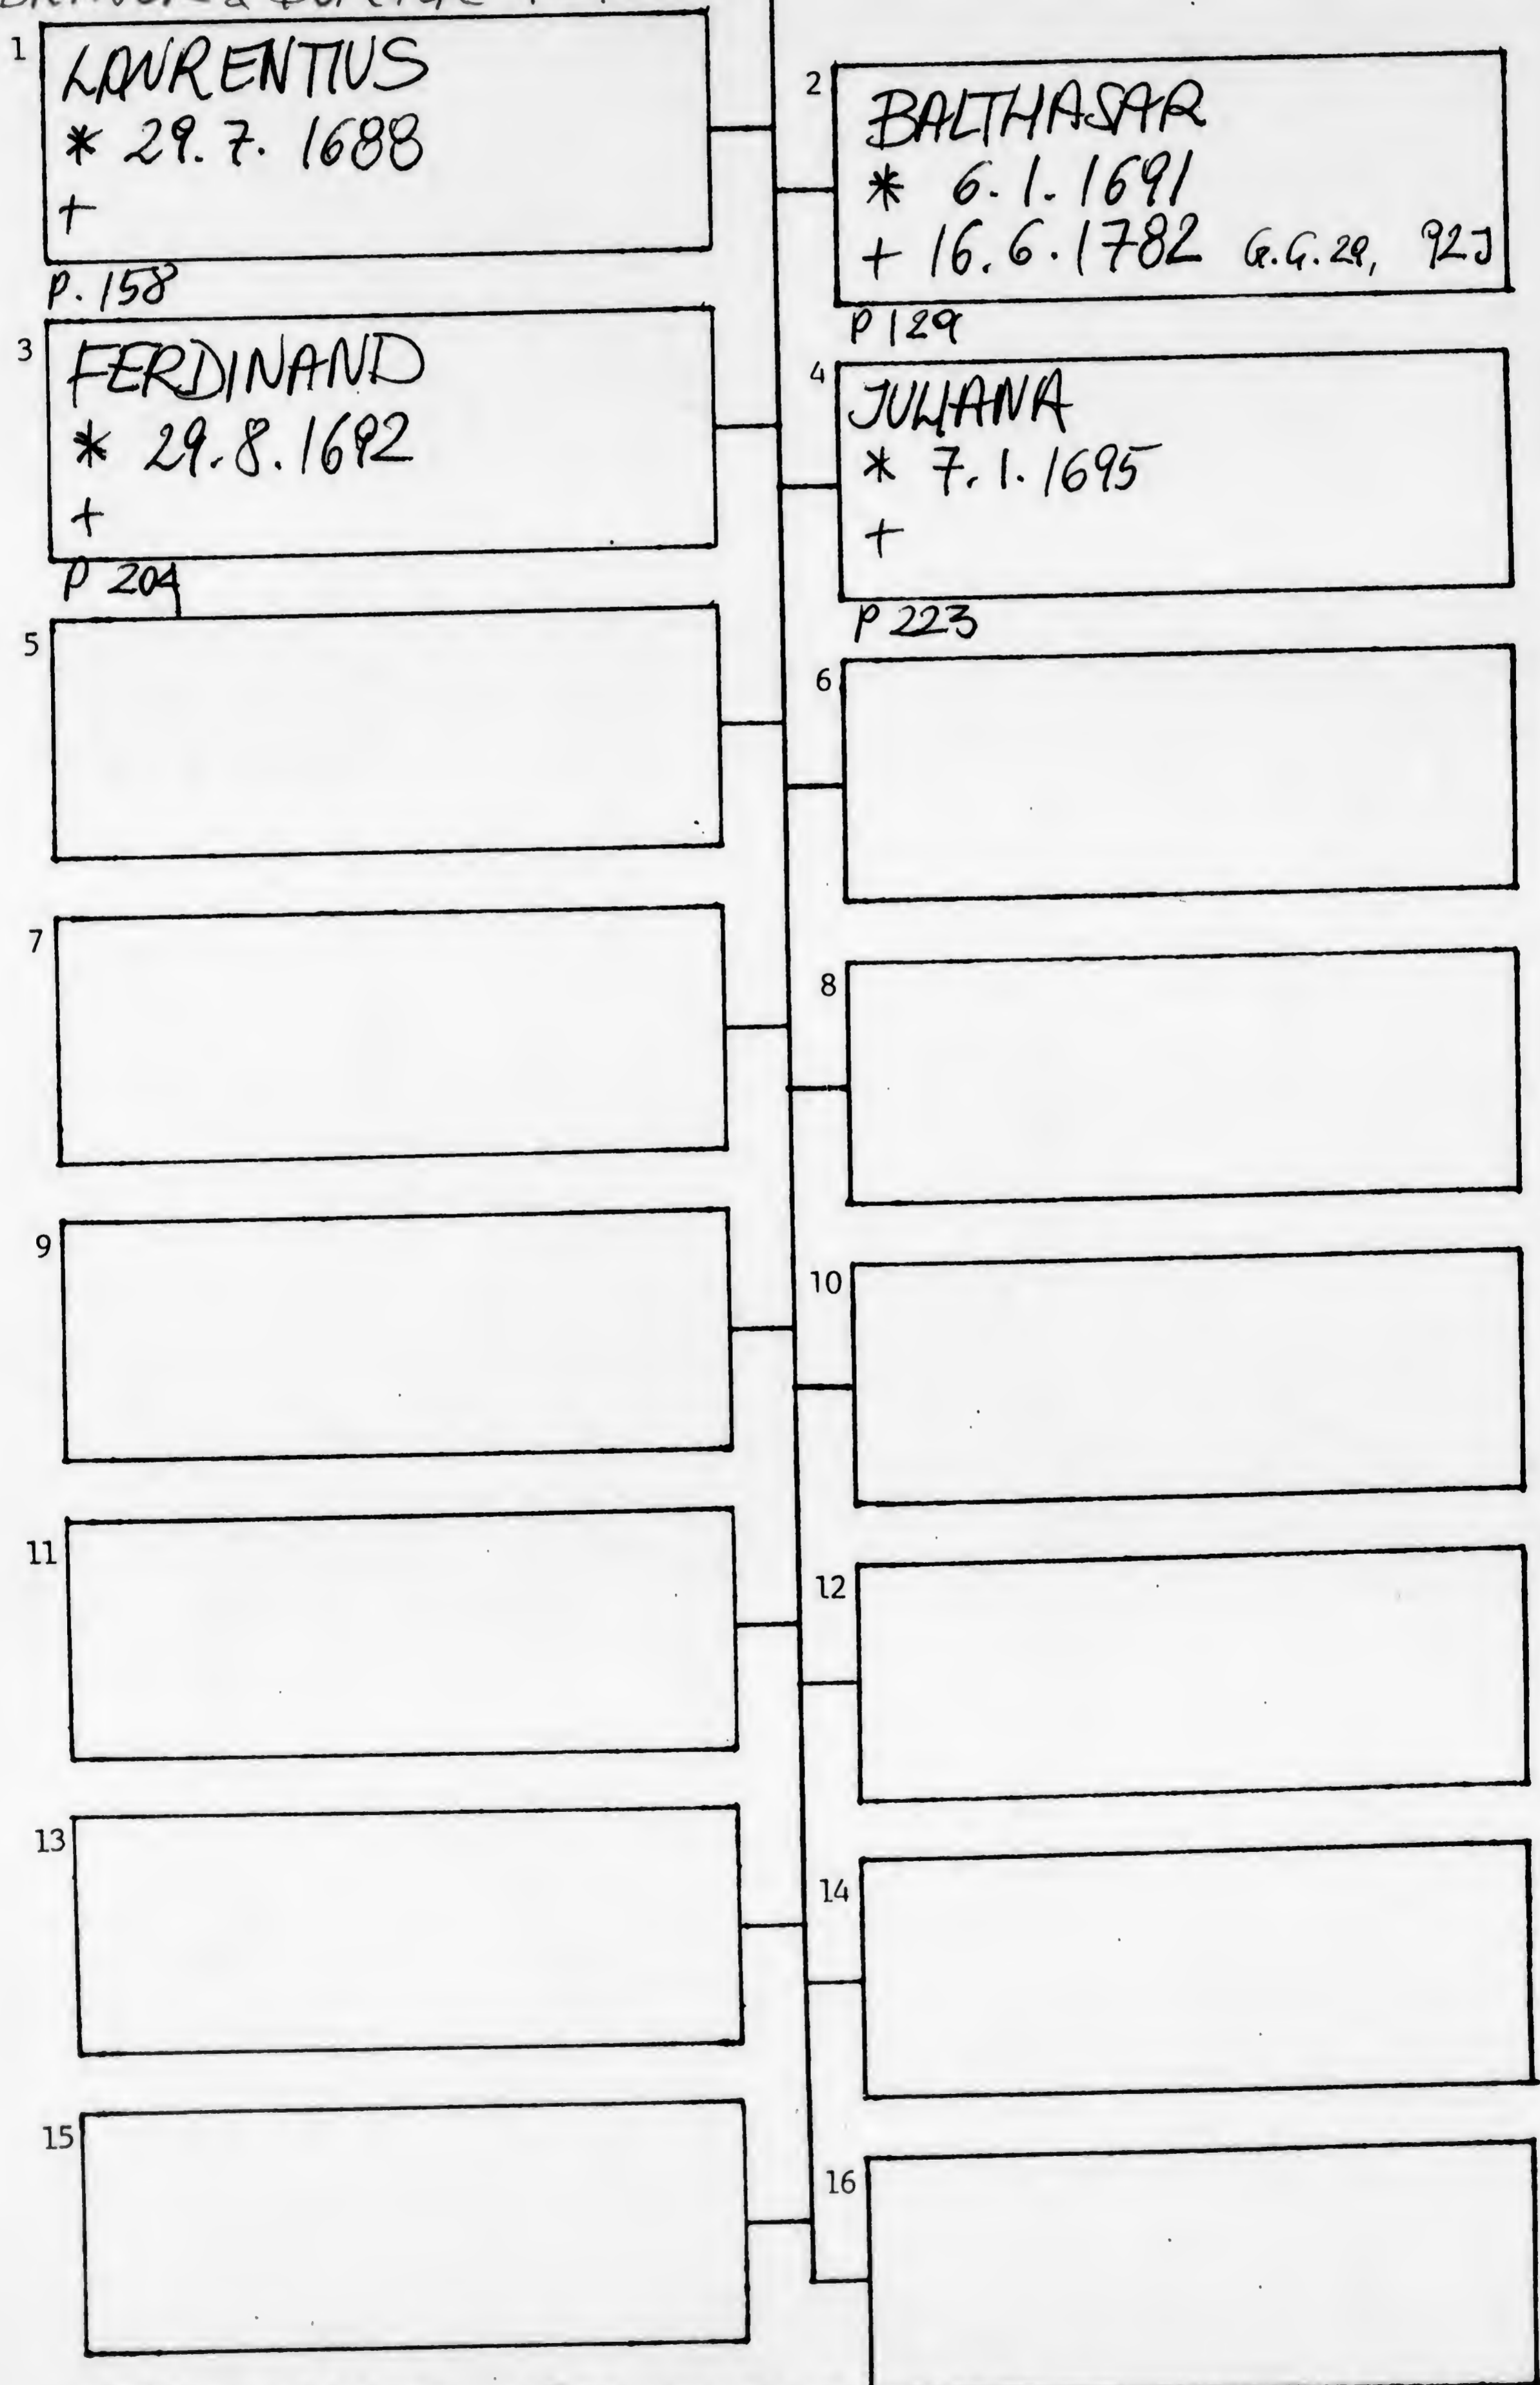 1
LAURENTIUS
* 29.7. 1688
+
P. 158
2
BALTHASAR
* 6.1.1691
+ 16.6.1782 G.G.29, 92J
P 129
3
FERDINAND
* 29.8.1692
+
P 204
4
JULIANA
* 7.1.1695
+
P 223
5
6
7
8
9
10
11
12
13
14
15
16